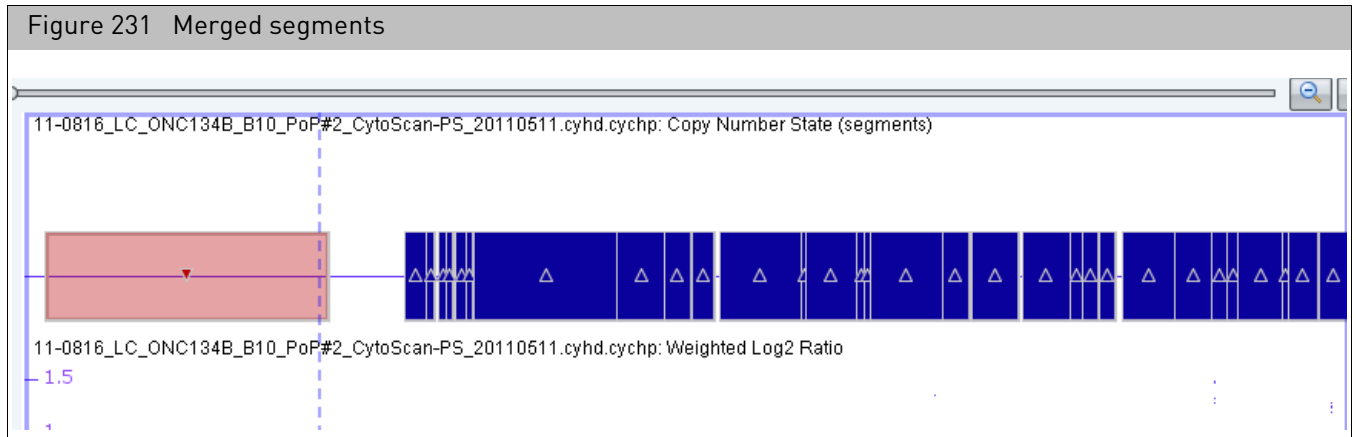 Figure 231 Merged segments
11-0816_LC_ONC134B_B10_PoP#2_CytoScan-PS_20110511.cyhd.cychp: Copy Number State (segments)
11-0816_LC_ONC134B_B10_PoP#2_CytoScan-PS_20110511.cyhd.cychp: Weighted Log2 Ratio
1.5
1